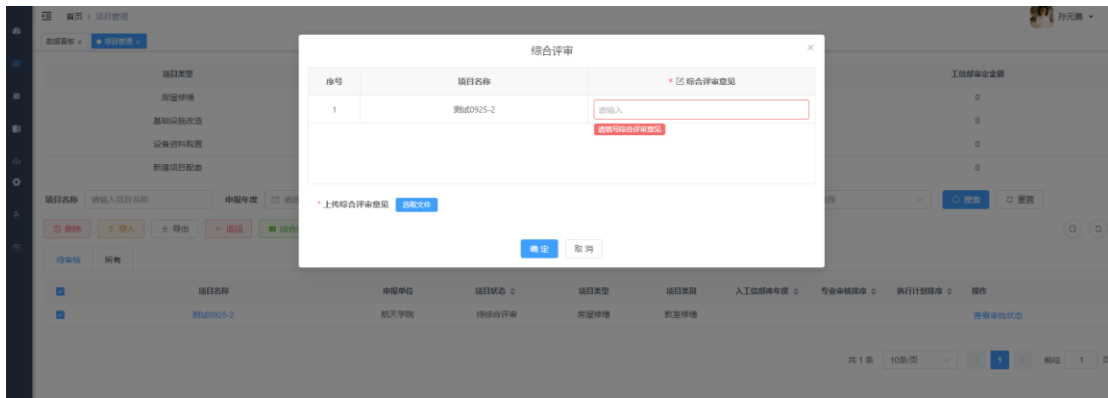 首页 / 项目管理
孙元鹏
数据看板 × ● 项目管理 ×
综合评审 ×
项目类型 工信部审定金额
房屋修缮 0
基础设施改造 0
设备资料购置 0
新建项目配套 0
序号 项目名称 * 综合评审意见
1 测试0925-2 请输入
请填写综合评审意见
* 上传综合评审意见 选取文件
确 定 取 消
项目名称 请输入项目名称 申报年度 搜索 重置
删除 导入 导出 退回
待审核 所有
项目名称 申报单位 项目状态 项目类型 项目类别 入工信部库年度 专业审核排序 执行计划排序 操作
测试0925-2 航天学院 待综合评审 房屋修缮 教室修缮 查看审批状态
共 1 条 10条/页 1 前往 1